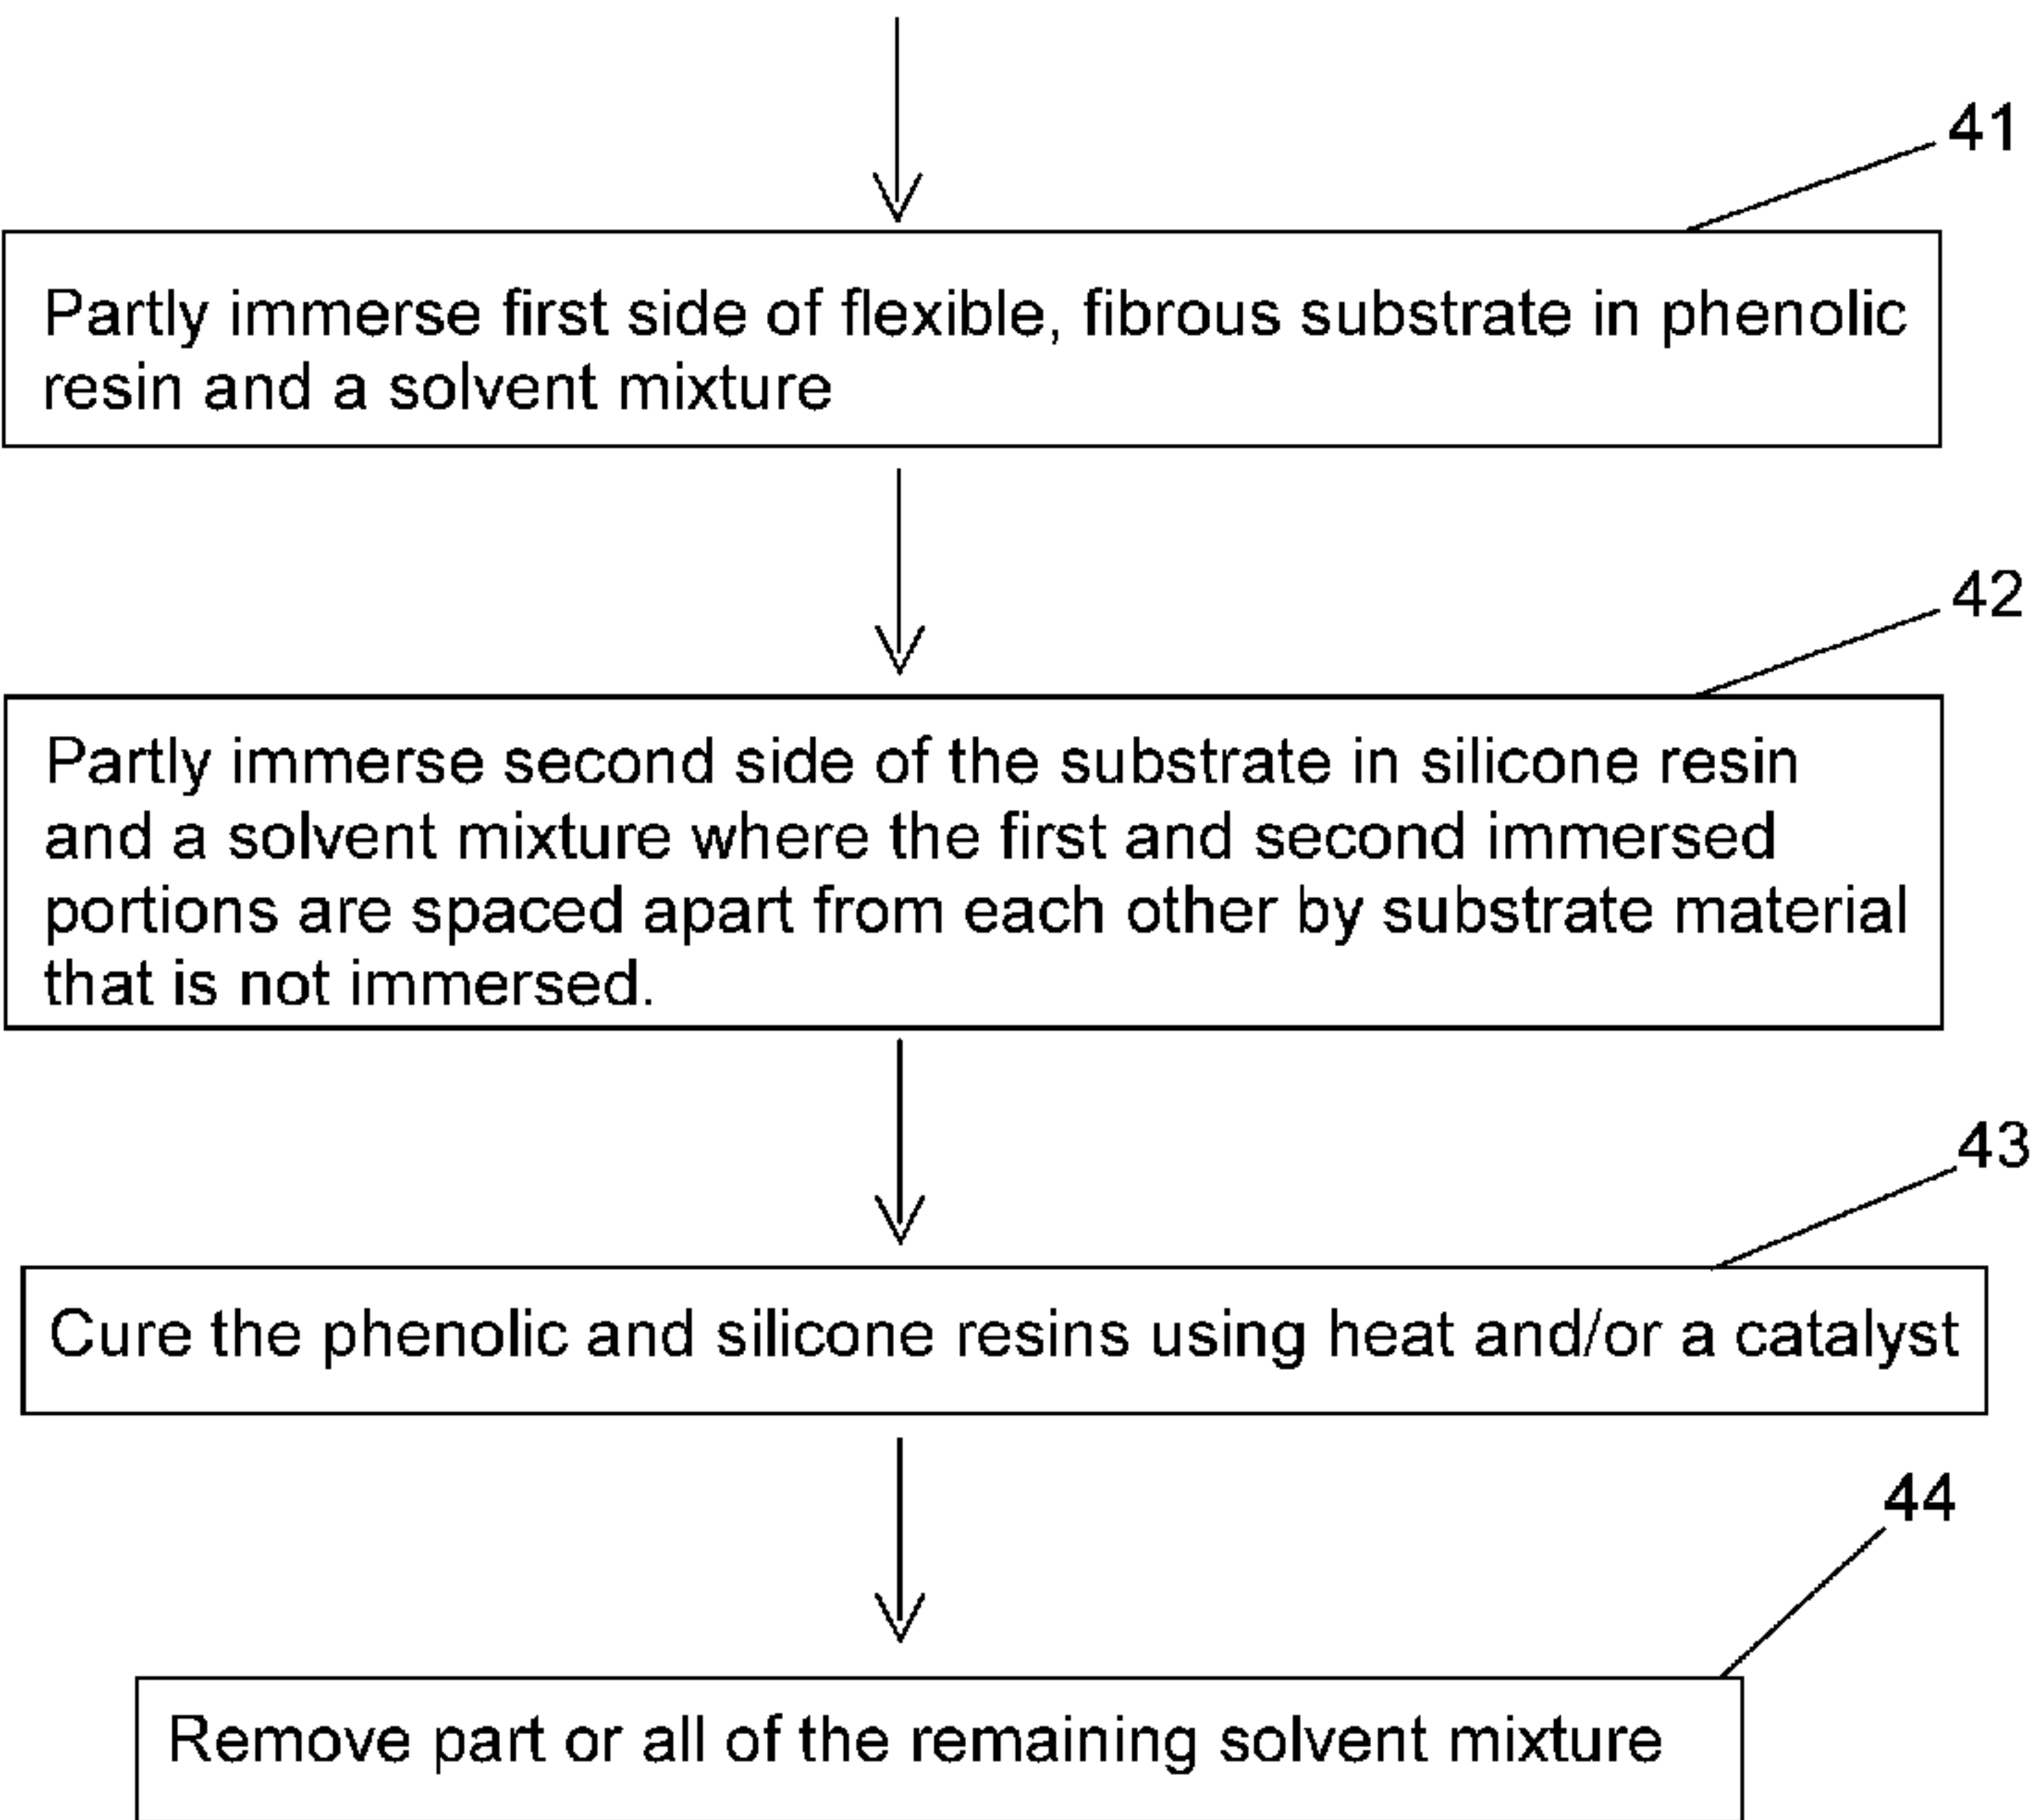 41
Partly immerse first side of flexible, fibrous substrate in phenolic
resin and a solvent mixture
42
Partly immerse second side of the substrate in silicone resin
and a solvent mixture where the first and second immersed
portions are spaced apart from each other by substrate material
that is not immersed.
43
Cure the phenolic and silicone resins using heat and/or a catalyst
44
Remove part or all of the remaining solvent mixture